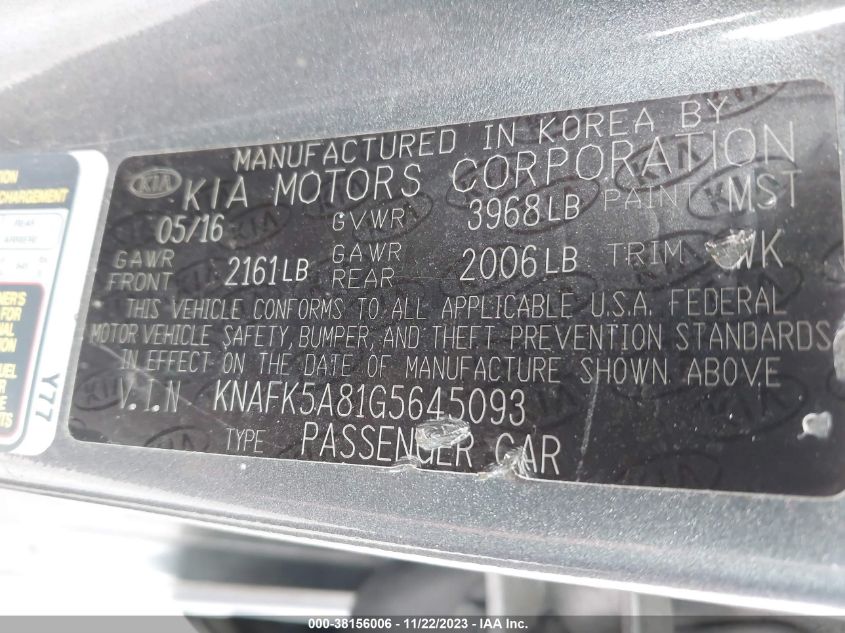 MANUFACTURED IN KOREA BY
KIA KIA MOTORS CORPORATION
05/16 GVWR 3968LB PAINT MST
GAWR FRONT 2161LB GAWR REAR 2006LB TRIM WK
THIS VEHICLE CONFORMS TO ALL APPLICABLE U.S.A. FEDERAL
MOTOR VEHICLE SAFETY, BUMPER, AND THEFT PREVENTION STANDARDS
IN EFFECT ON THE DATE OF MANUFACTURE SHOWN ABOVE
V.I.N KNAFK5A81G5645093
TYPE PASSENGER CAR
Y77
000-38156006 - 11/22/2023 - IAA Inc.